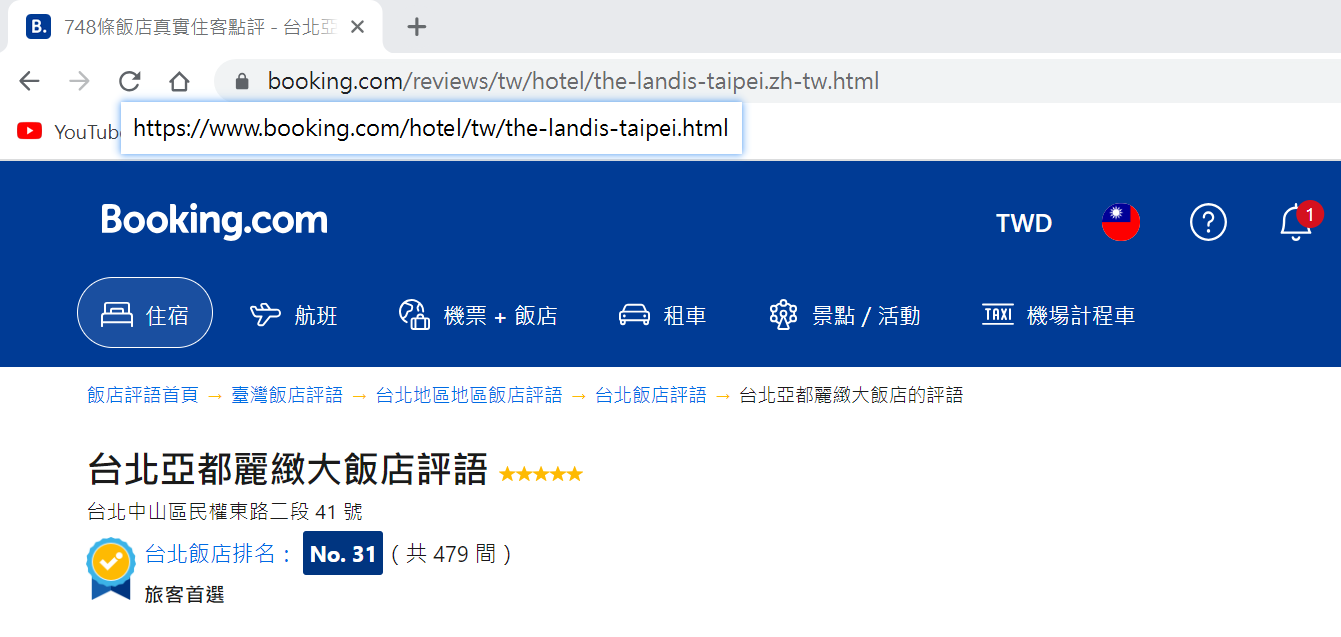 B. 748條飯店真實住客點評 - 台北亞
booking.com/reviews/tw/hotel/the-landis-taipei.zh-tw.html
YouTub
https://www.booking.com/hotel/tw/the-landis-taipei.html
Booking.com TWD ? 1
住宿 航班 機票 + 飯店 租車 景點 / 活動 TAXI 機場計程車
飯店評語首頁 → 臺灣飯店評語 → 台北地區地區飯店評語 → 台北飯店評語 → 台北亞都麗緻大飯店的評語
台北亞都麗緻大飯店評語
台北中山區民權東路二段 41 號
台北飯店排名： No. 31 ( 共 479 間 )
旅客首選